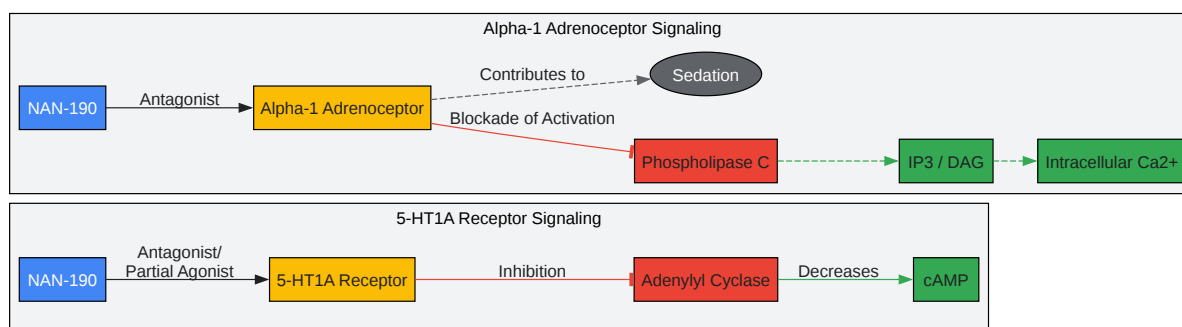 Alpha-1 Adrenoceptor Signaling
NAN-190
Antagonist
Alpha-1 Adrenoceptor
Contributes to
Sedation
Blockade of Activation
Phospholipase C
IP3 / DAG
Intracellular Ca2+
5-HT1A Receptor Signaling
NAN-190
Antagonist/
Partial Agonist
5-HT1A Receptor
Inhibition
Adenylyl Cyclase
Decreases
cAMP